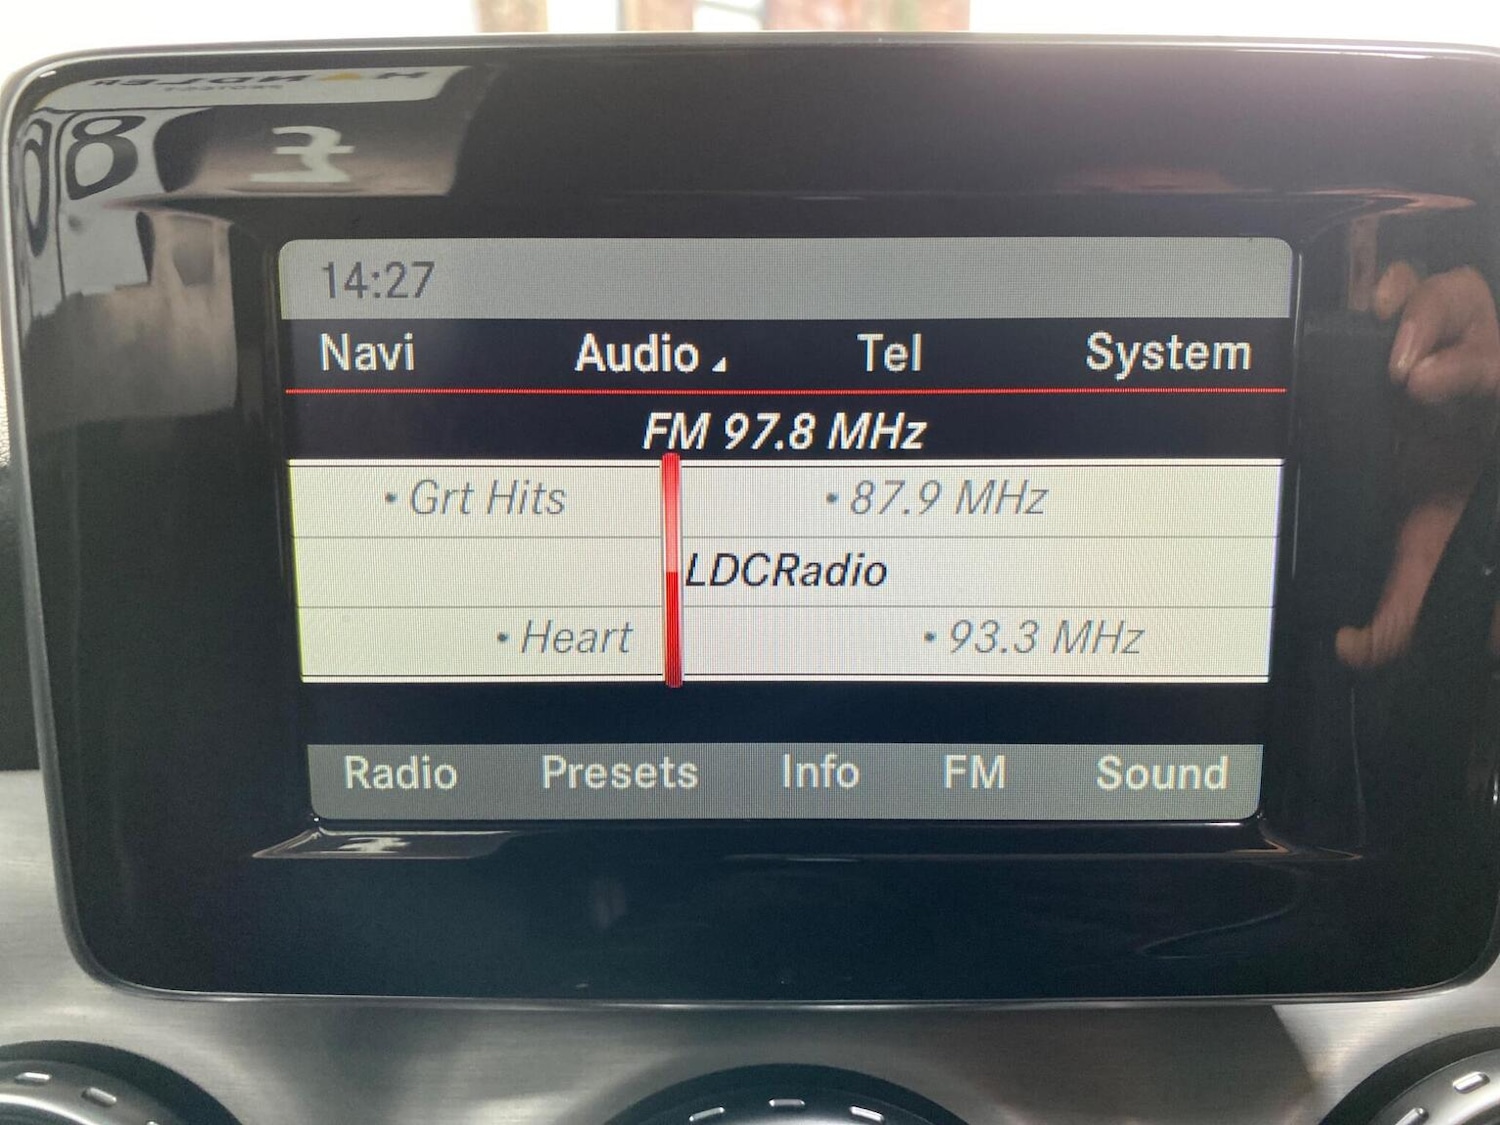 14:27
Navi Audio Tel System
FM 97.8 MHz
• Grt Hits • 87.9 MHz
LDCRadio
• Heart • 93.3 MHz
Radio Presets Info FM Sound